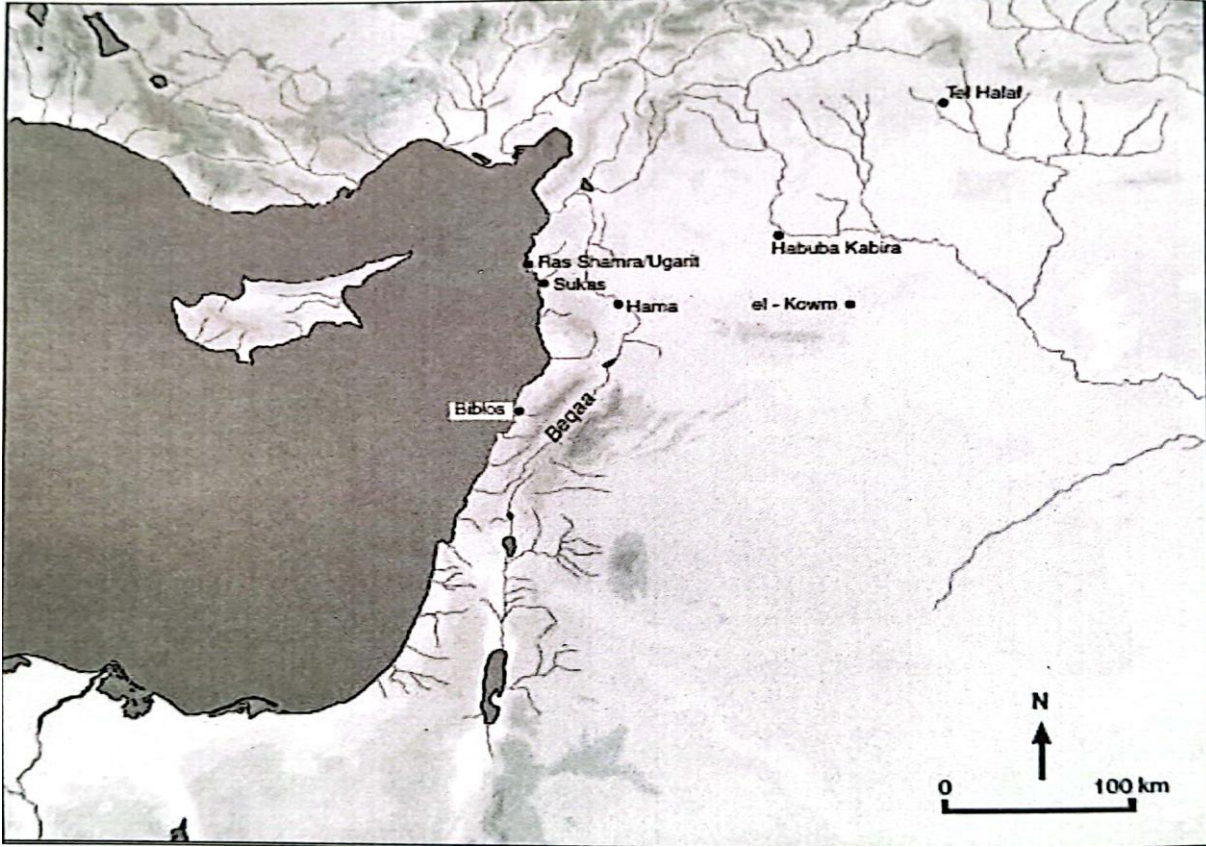 Tel Halaf
Habuba Kabira
Ras Shamra/Ugarit
Sukas
Hama
el - Kowm
Biblos
Beqaa
N
0 100 km